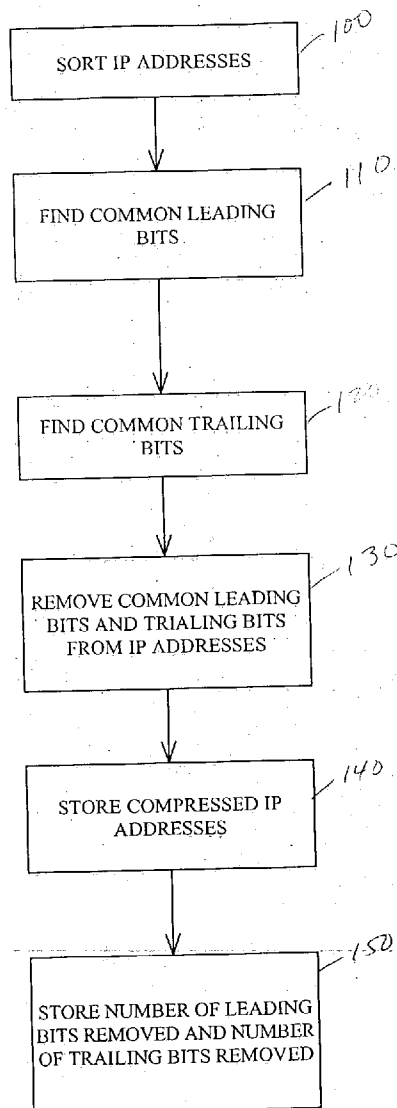 100
SORT IP ADDRESSES
110
FIND COMMON LEADING
BITS
120
FIND COMMON TRAILING
BITS
130
REMOVE COMMON LEADING
BITS AND TRIALING BITS
FROM IP ADDRESSES
140
STORE COMPRESSED IP
ADDRESSES
150
STORE NUMBER OF LEADING
BITS REMOVED AND NUMBER
OF TRAILING BITS REMOVED